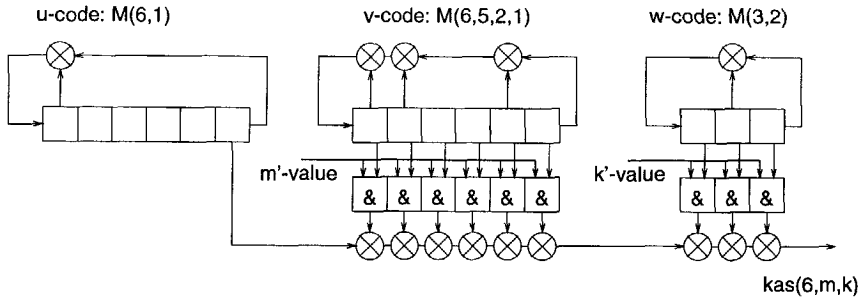 u-code: M(6,1) v-code: M(6,5,2,1) w-code: M(3,2)
m'-value k'-value
& & & & & & & & &
kas(6,m,k)